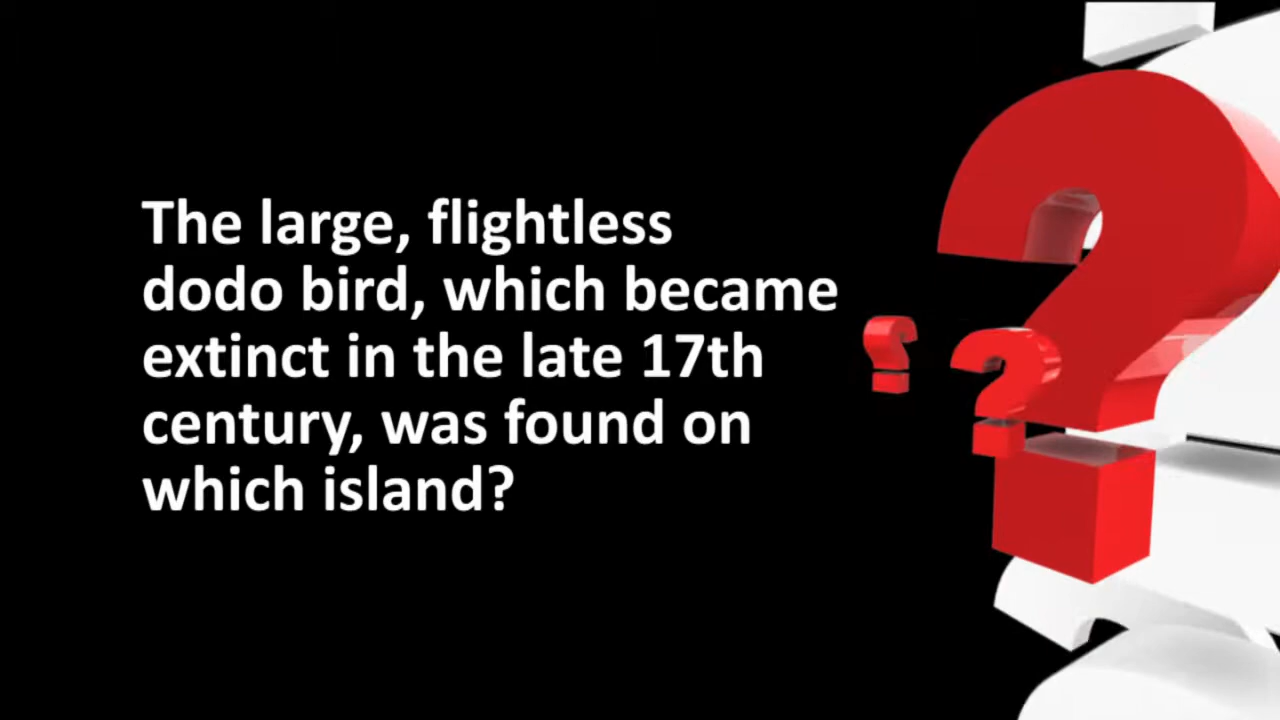 The large, flightless
dodo bird, which became
extinct in the late 17th
century, was found on
which island?